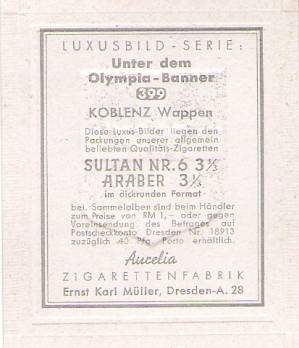 LUXUSBILD - SERIE:
Unter dem
Olympia-Banner
399
KOBLENZ Wappen
Diese Luxus-Bilder liegen den
Packungen unserer allgemein
beliebten Qualitäts-Zigaretten
SULTAN NR. 6 3⅓
ARABER 3⅓
im dickrunden Format
bei. Sammelalben sind beim Händler
zum Preise von RM 1,— oder gegen
Voreinsendung des Betrages auf
Postscheckkonto Dresden Nr. 18913
zuzüglich 40 Pfg Porto erhältlich.
Aurelia
ZIGARETTENFABRIK
Ernst Karl Müller, Dresden-A. 28